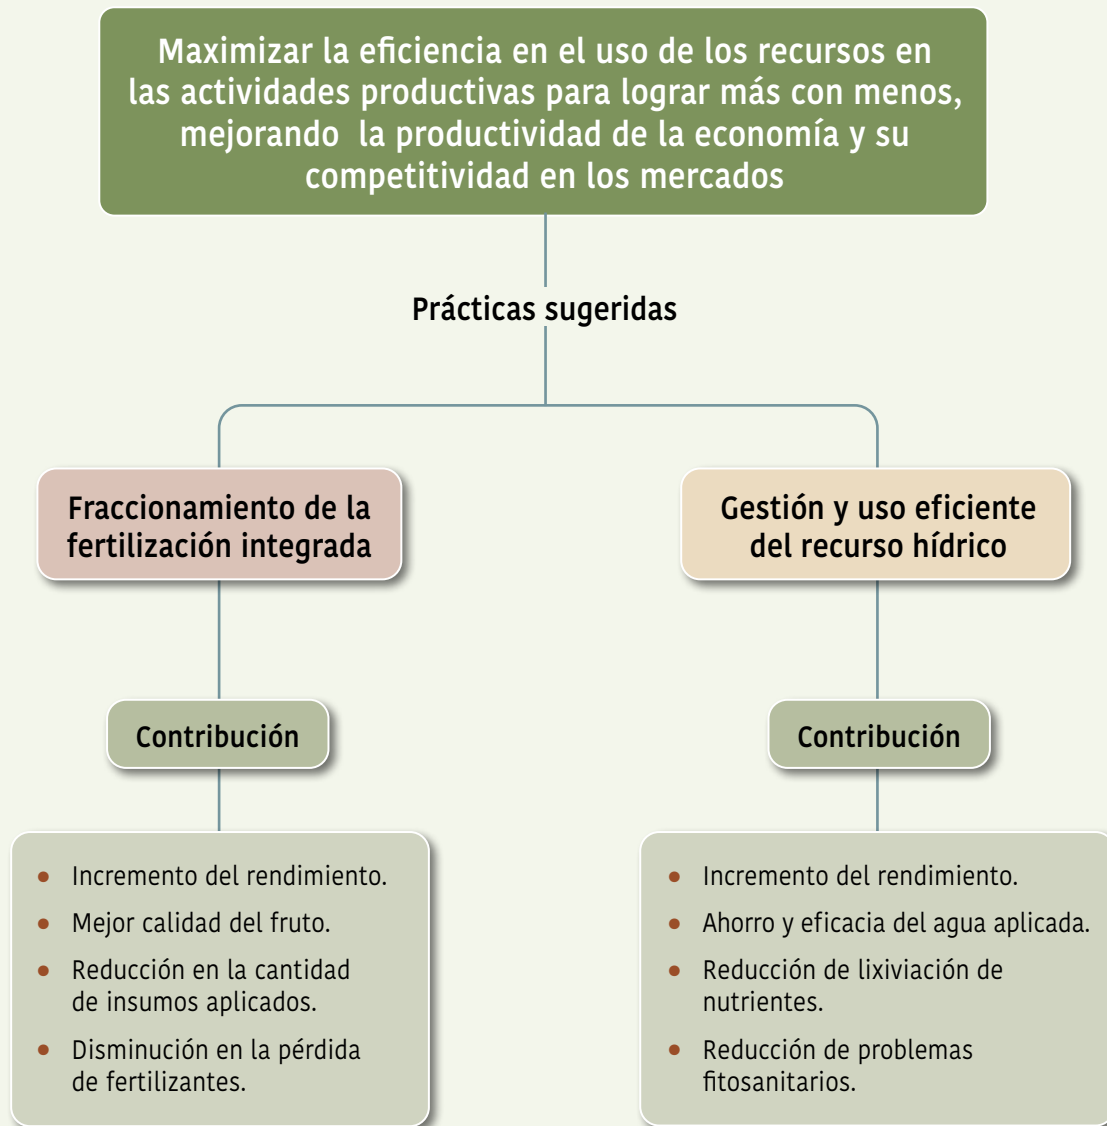 Maximizar la eficiencia en el uso de los recursos en
las actividades productivas para lograr más con menos,
mejorando la productividad de la economía y su
competitividad en los mercados
Prácticas sugeridas
Fraccionamiento de la
fertilización integrada
Gestión y uso eficiente
del recurso hídrico
Contribución
Contribución
• Incremento del rendimiento.
• Mejor calidad del fruto.
• Reducción en la cantidad
de insumos aplicados.
• Disminución en la pérdida
de fertilizantes.
• Incremento del rendimiento.
• Ahorro y eficacia del agua aplicada.
• Reducción de lixiviación de
nutrientes.
• Reducción de problemas
fitosanitarios.